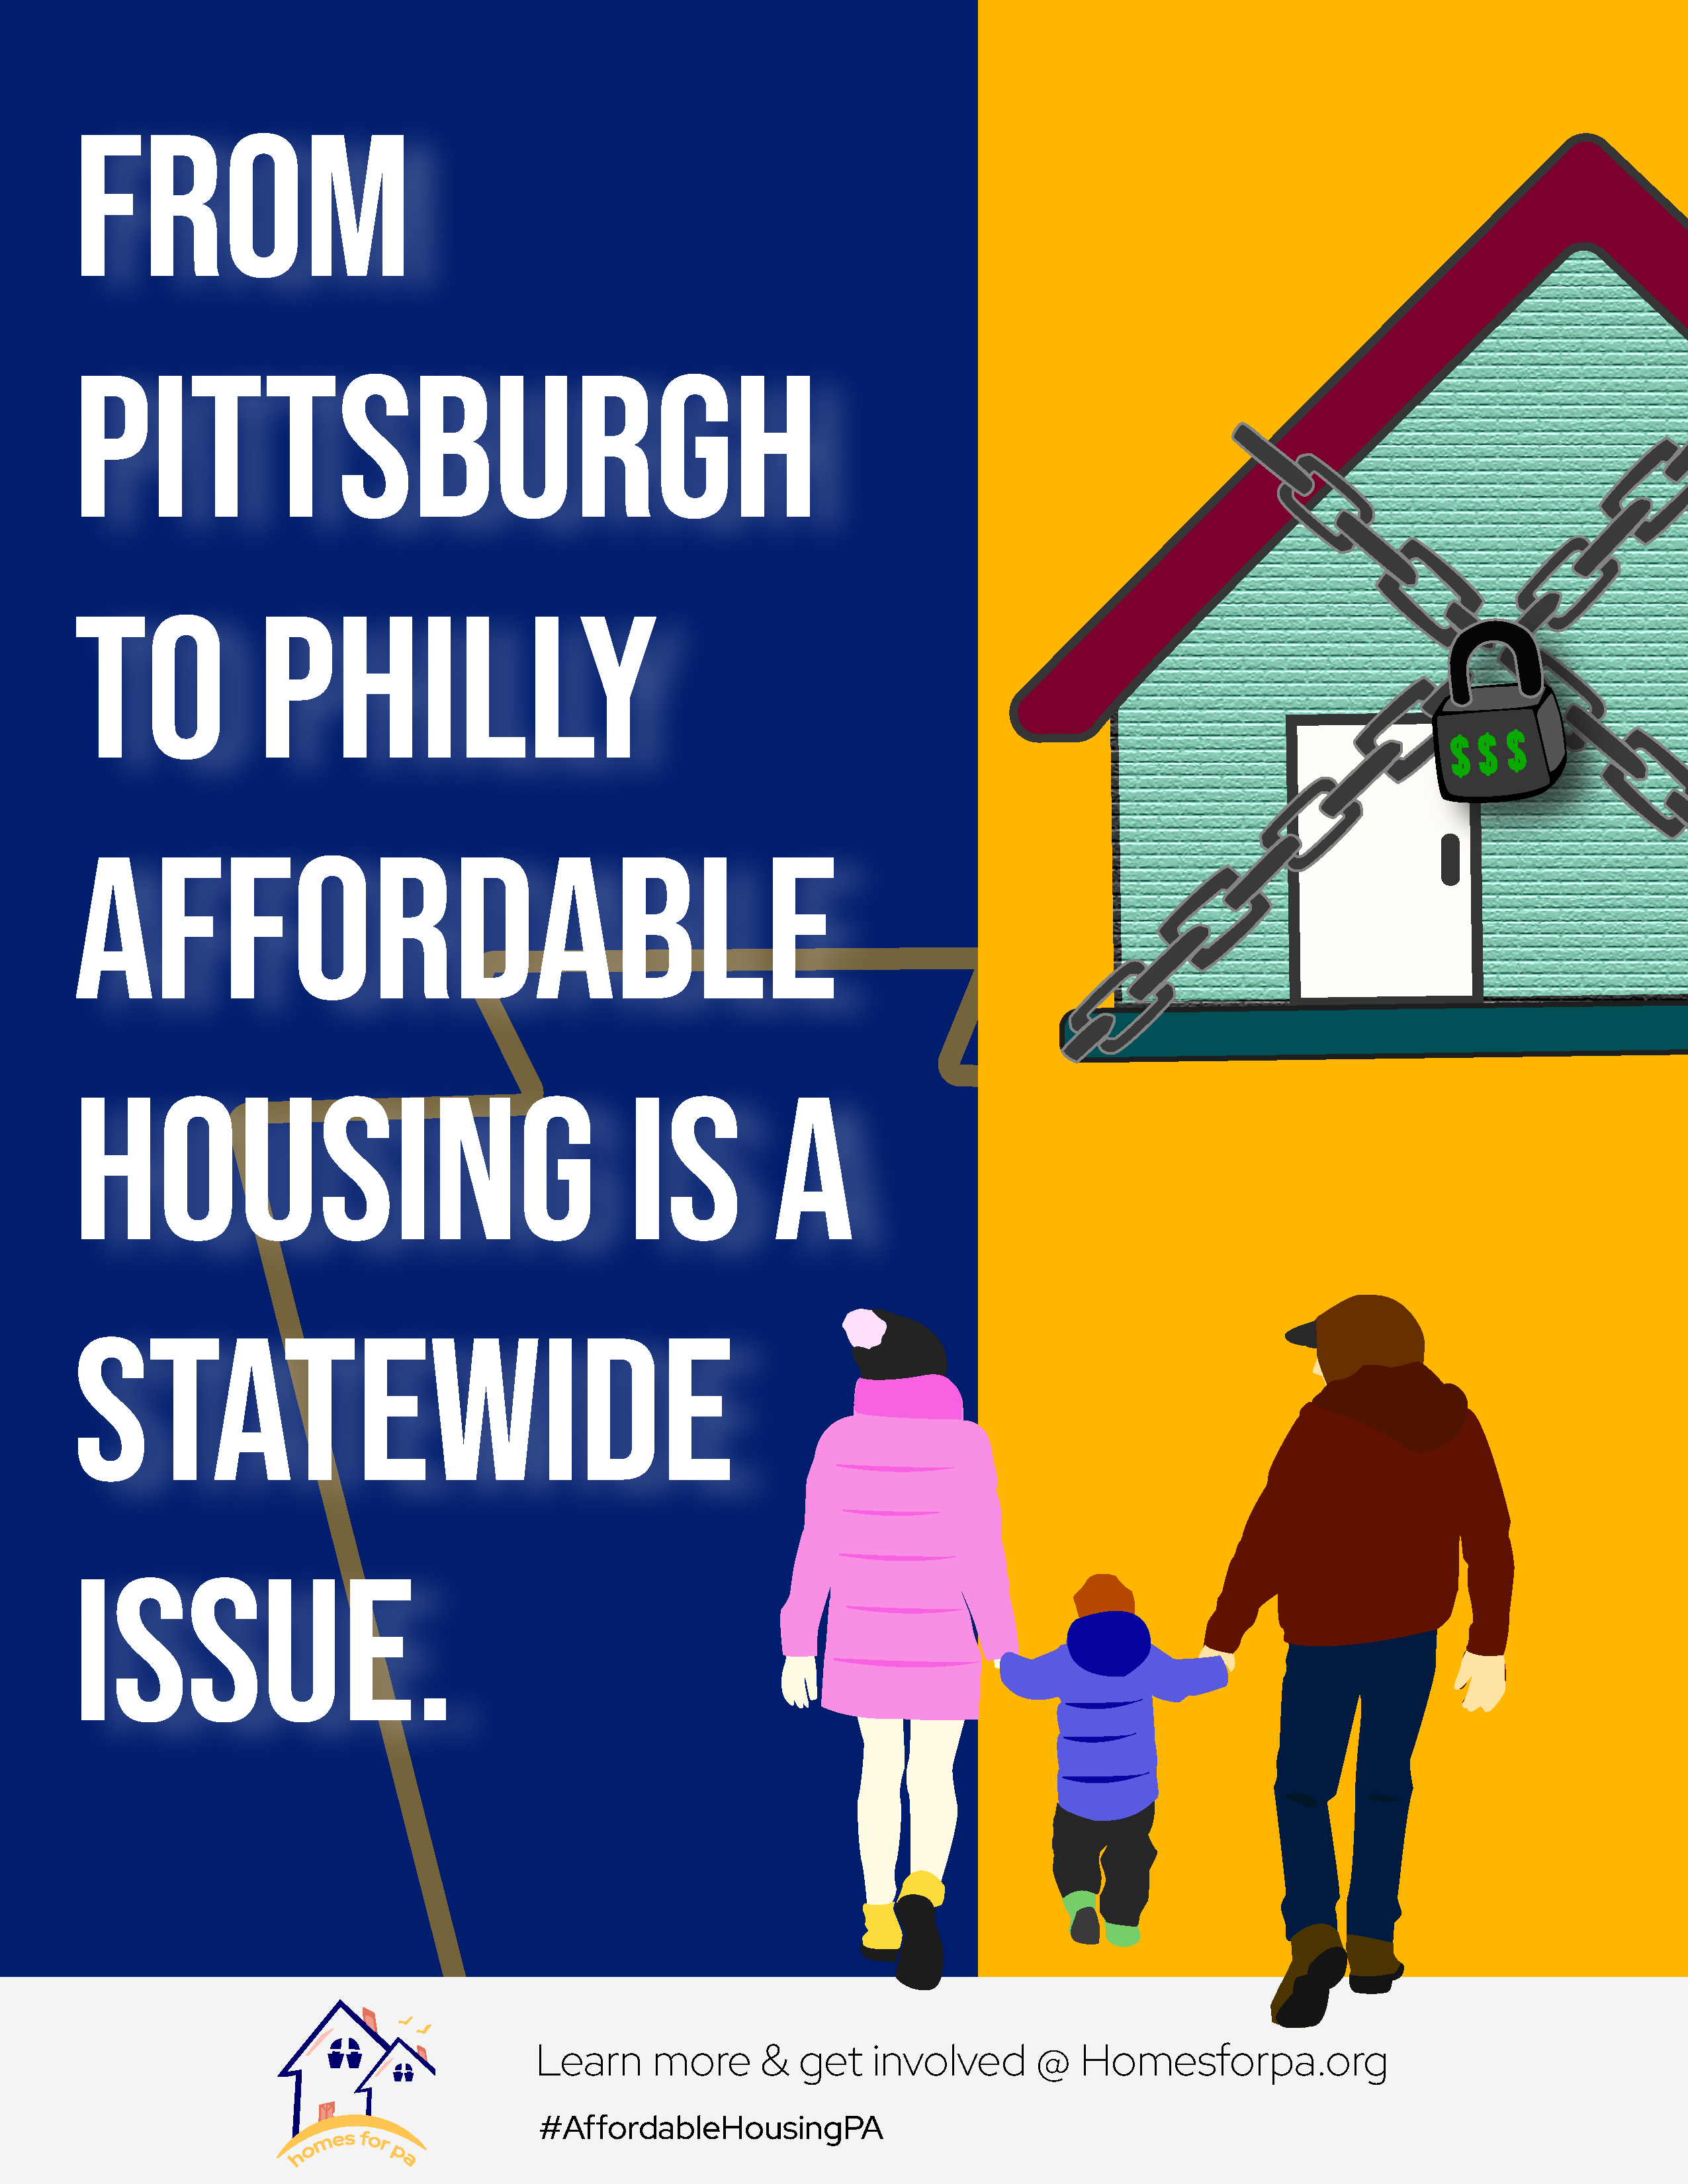 FROM
PITTSBURGH
TO PHILLY
AFFORDABLE
HOUSING IS A
STATEWIDE
ISSUE.
$$$
Learn more & get involved @ Homesforpa.org
#AffordableHousingPA
homes for pa